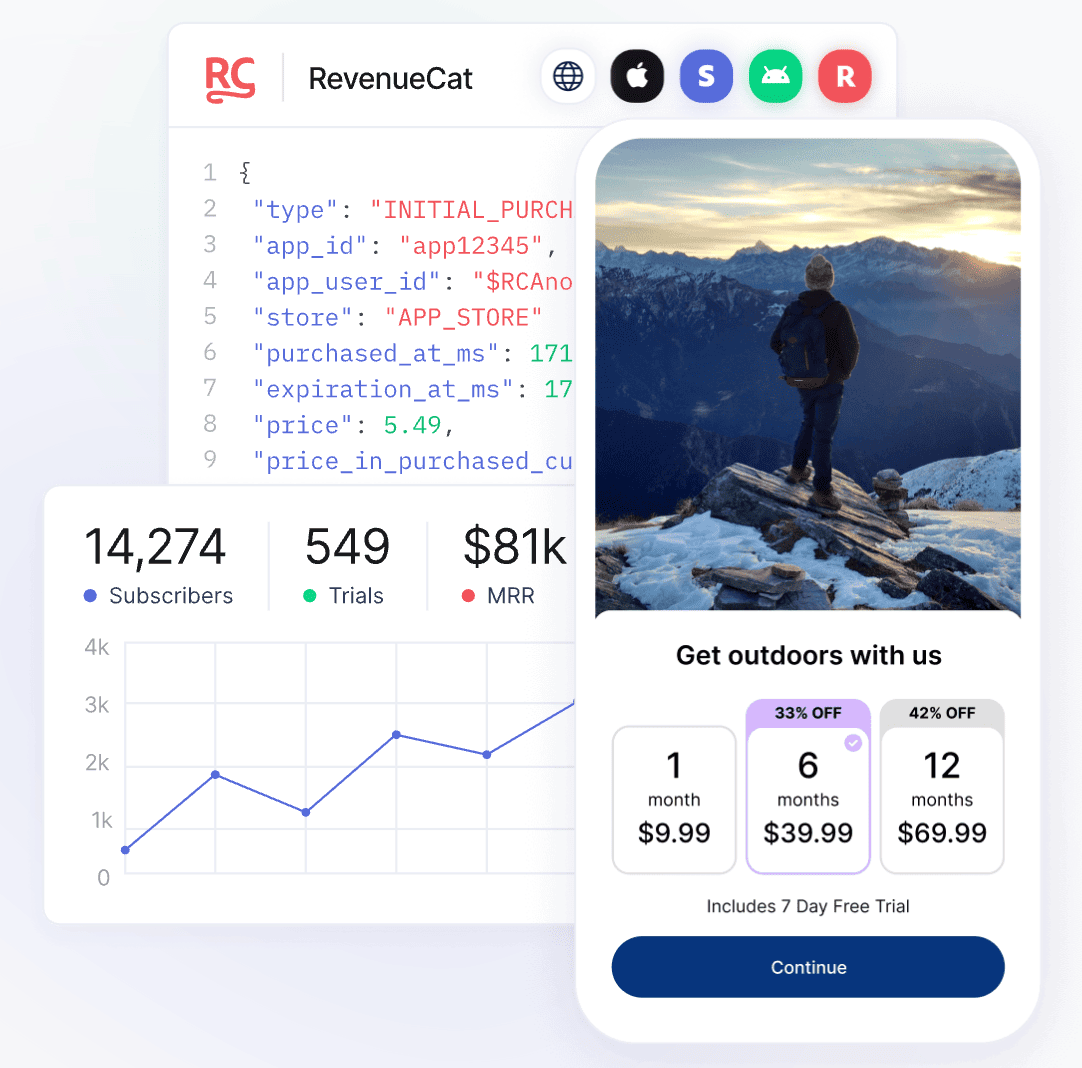 RC RevenueCat S R
1 {
2 "type": "INITIAL_PURCH
3 "app_id": "app12345",
4 "app_user_id": "$RCAno
5 "store": "APP_STORE"
6 "purchased_at_ms": 171
7 "expiration_at_ms": 17
8 "price": 5.49,
9 "price_in_purchased_cu
14,274 549 $81k
Subscribers Trials MRR
4k
3k
2k
1k
0
Get outdoors with us
33% OFF 42% OFF
1 6 12
month months months
$9.99 $39.99 $69.99
Includes 7 Day Free Trial
Continue